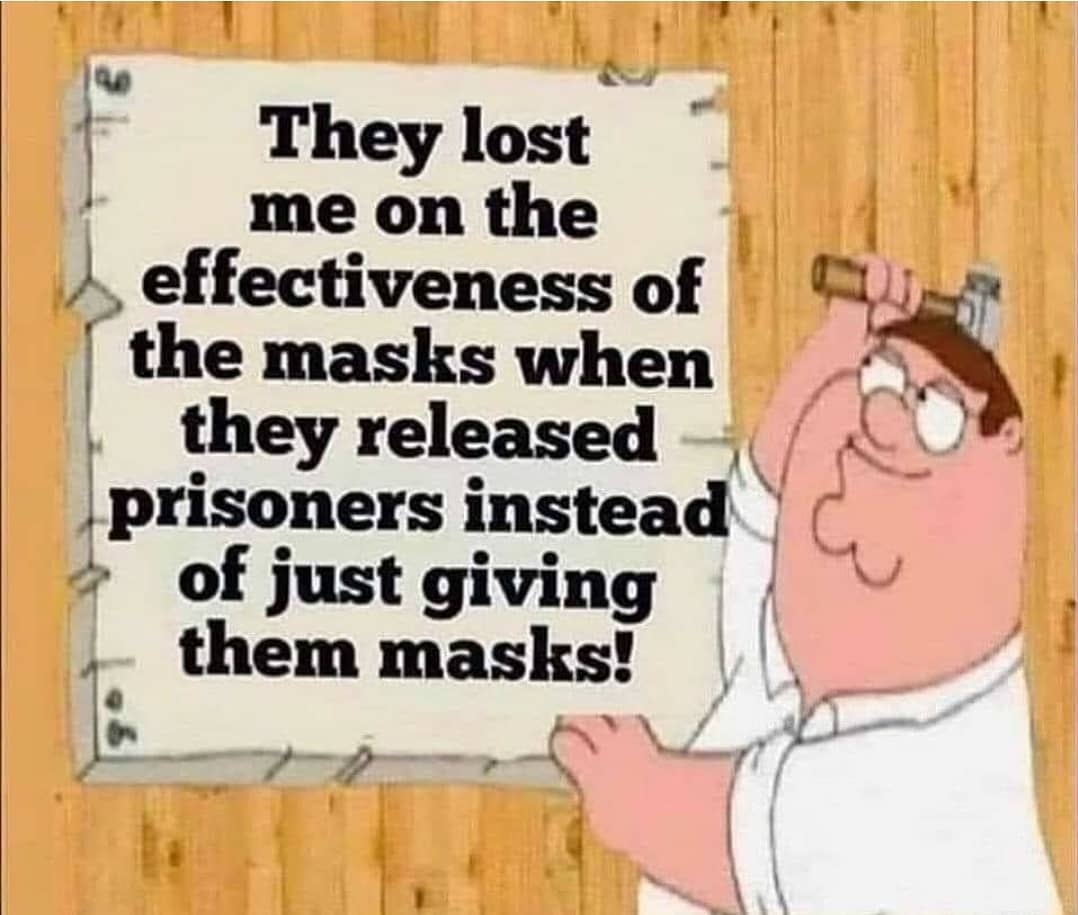 They lost
me on the
effectiveness of
the masks when
they released
prisoners instead
of just giving
them masks!